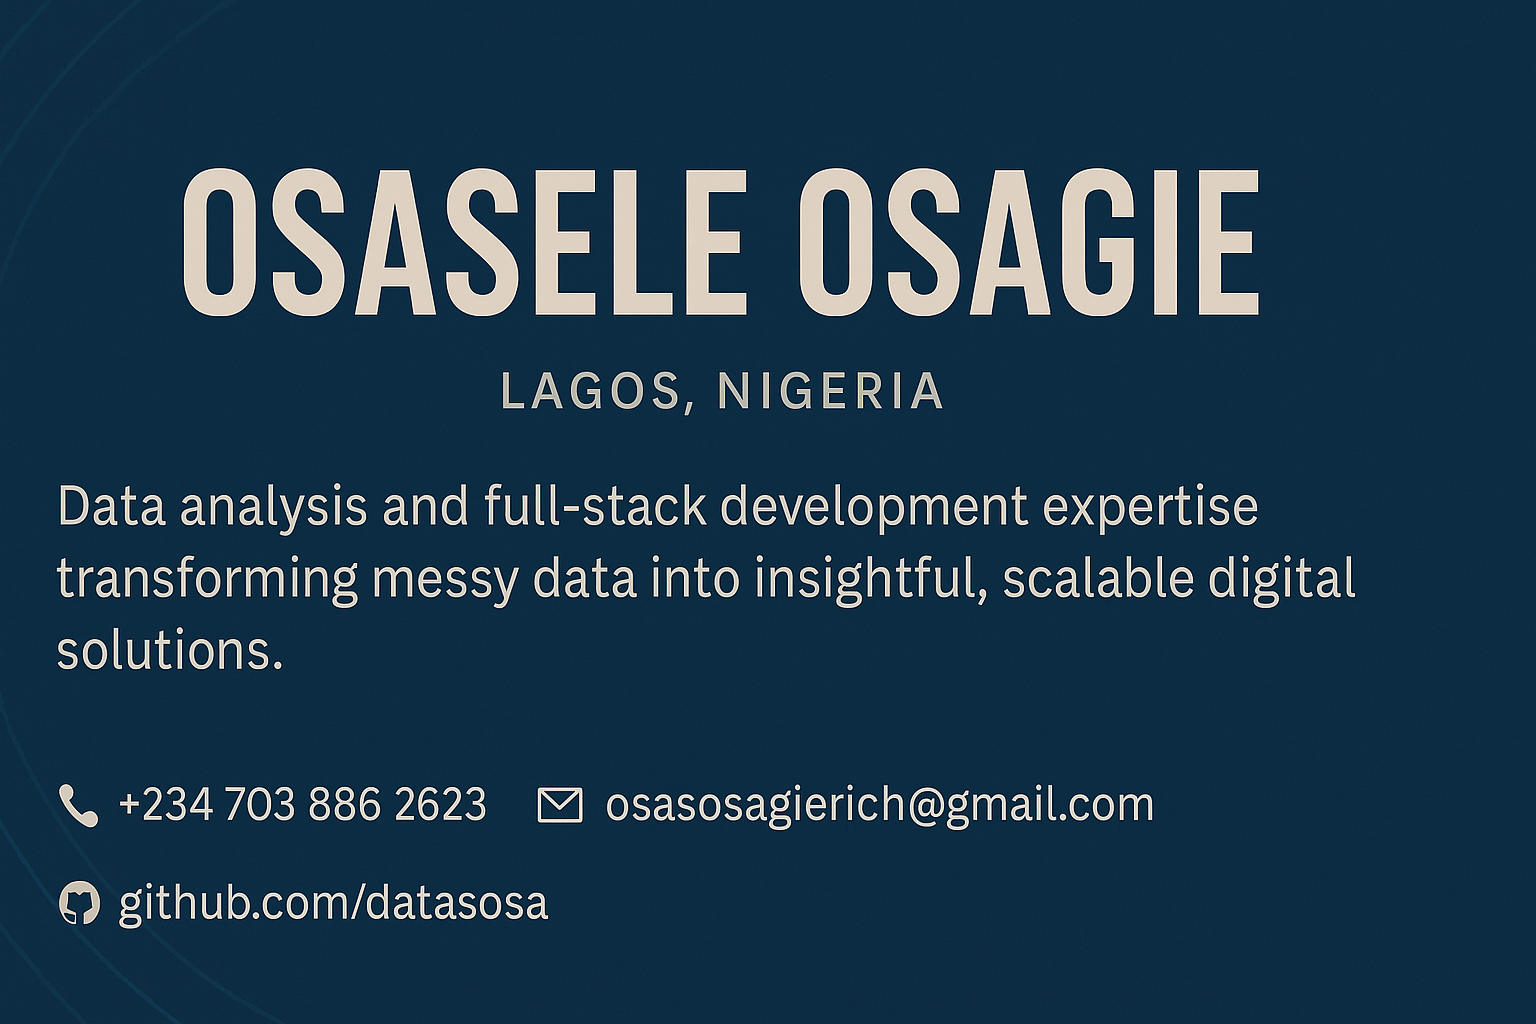 OSASELE OSAGIE
LAGOS, NIGERIA
Data analysis and full-stack development expertise
transforming messy data into insightful, scalable digital
solutions.
+234 703 886 2623 osasosagierich@gmail.com
github.com/datasosa